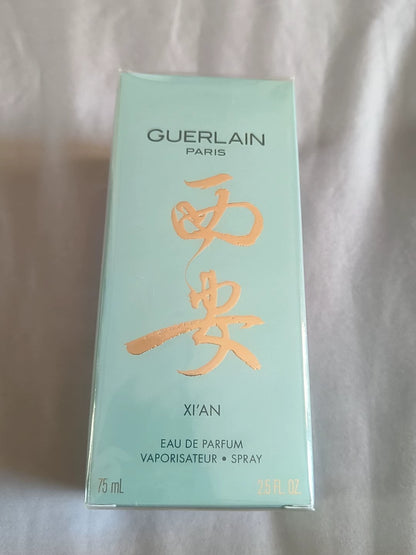 GUERLAIN
PARIS
西
安
XI'AN
EAU DE PARFUM
VAPORISATEUR • SPRAY
75 mL 2.5 FL. OZ.